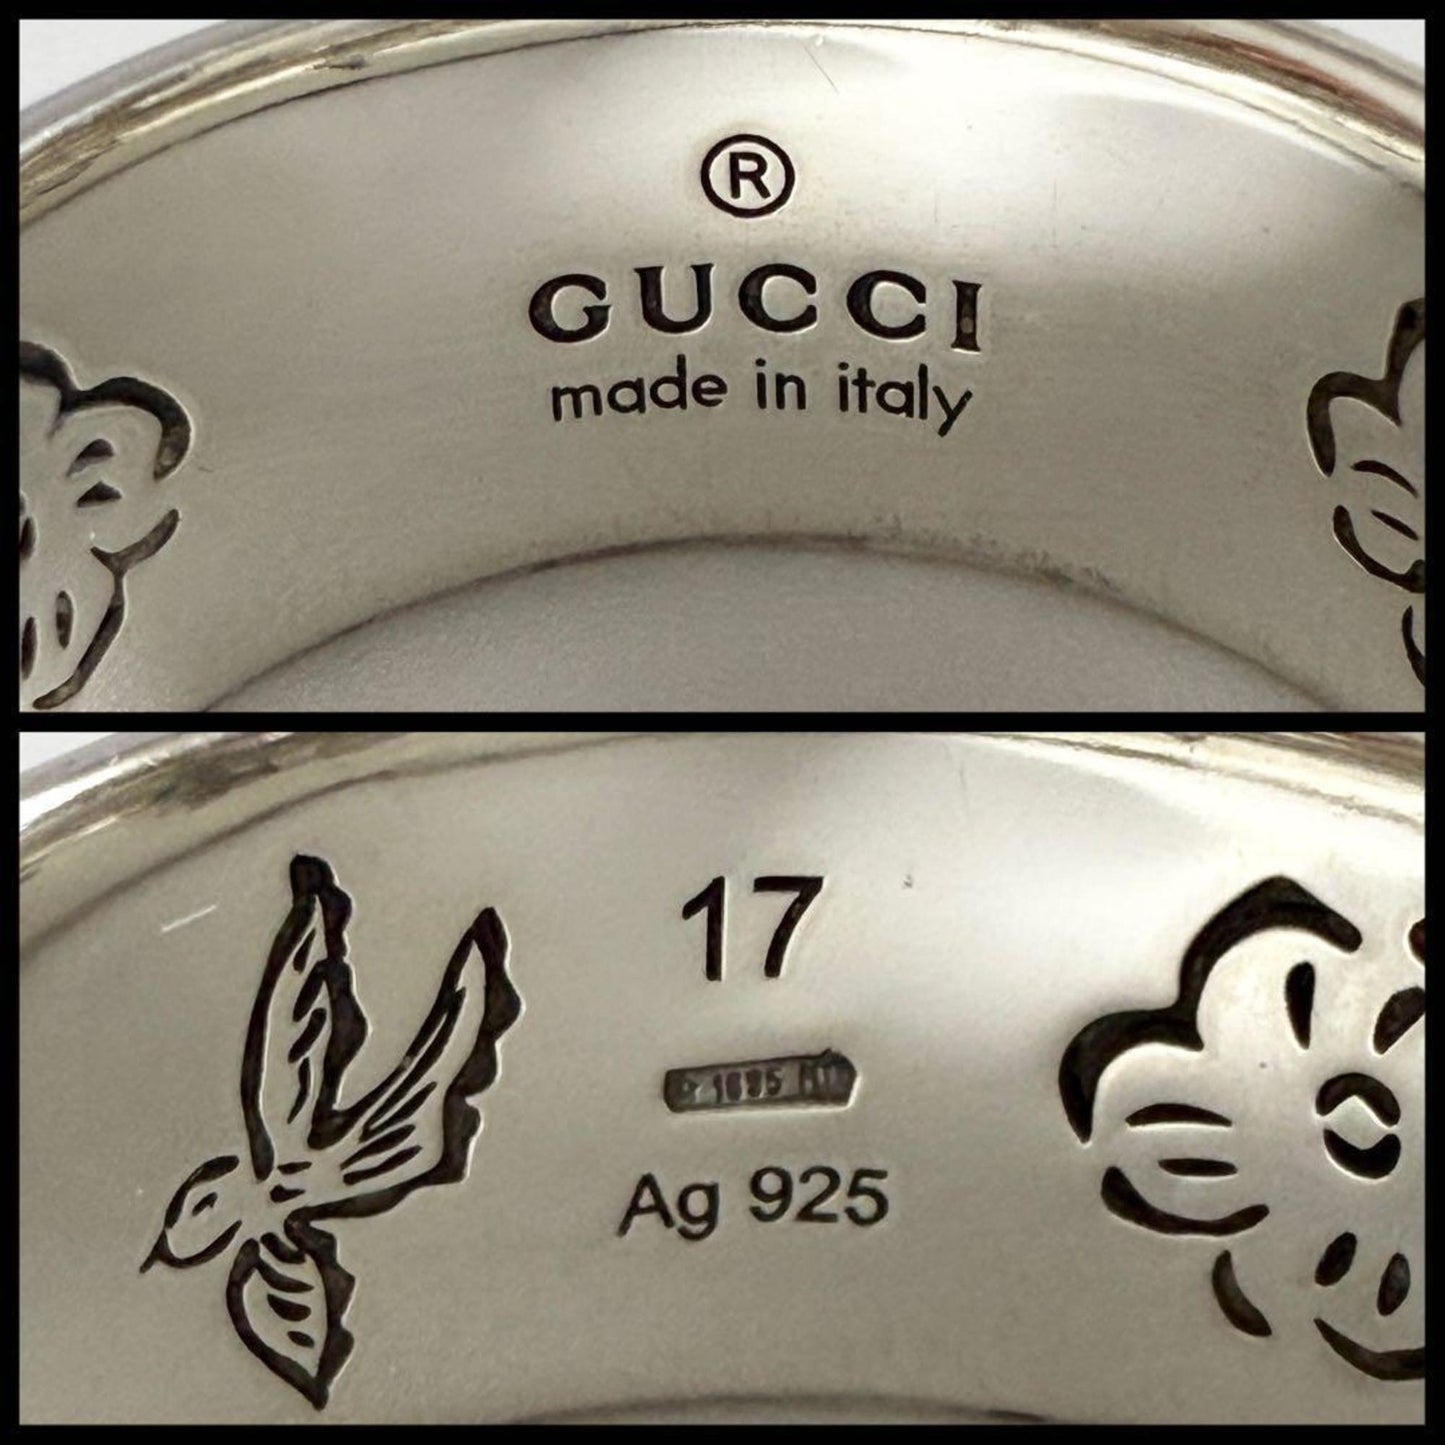 ®
GUCCI
made in italy
17
Ag 925